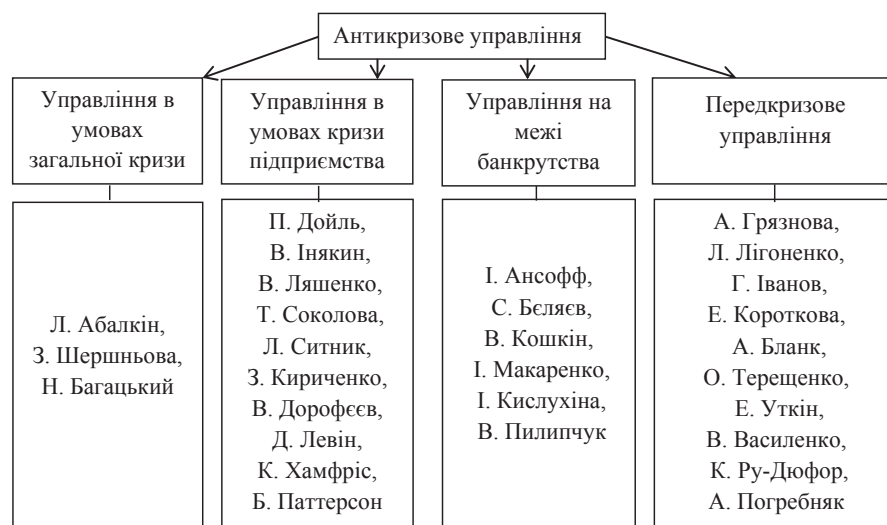 Антикризове управління
Управління в
умовах
загальної кризи
Управління в
умовах кризи
підприємства
Управління на
межі
банкрутства
Передкризове
управління
Л. Абалкін,
З. Шершньова,
Н. Багацький
П. Дойль,
В. Інякин,
В. Ляшенко,
Т. Соколова,
Л. Ситник,
З. Кириченко,
В. Дорофєєв,
Д. Левін,
К. Хамфріс,
Б. Паттерсон
І. Ансофф,
С. Бєляєв,
В. Кошкін,
І. Макаренко,
І. Кислухіна,
В. Пилипчук
А. Грязнова,
Л. Лігоненко,
Г. Іванов,
Е. Короткова,
А. Бланк,
О. Терещенко,
Е. Уткін,
В. Василенко,
К. Ру-Дюфор,
А. Погребняк